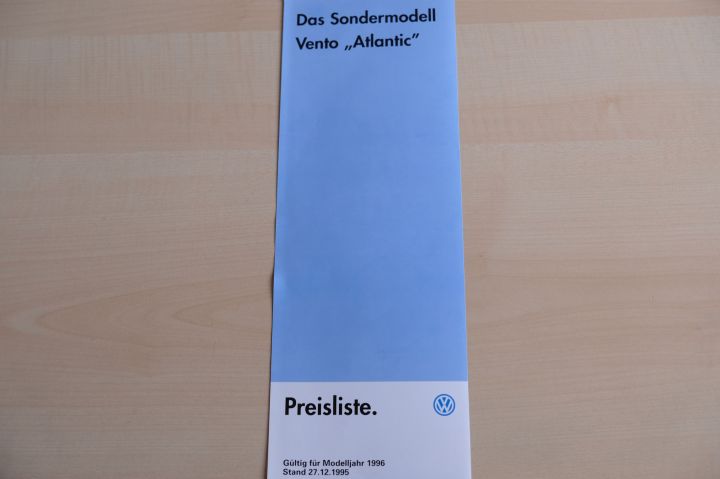 Das Sondermodell
Vento „Atlantic”
Preisliste.
Gültig für Modelljahr 1996
Stand 27.12.1995